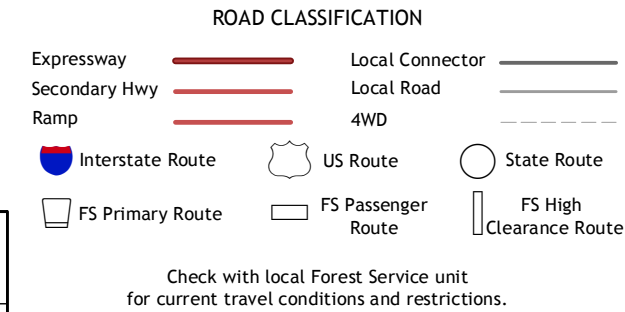 ROAD CLASSIFICATION
Expressway
Local Connector
Secondary Hwy
Local Road
Ramp
4WD
Interstate Route
US Route
State Route
FS Primary Route
FS Passenger
Route
FS High
Clearance Route
Check with local Forest Service unit
for current travel conditions and restrictions.